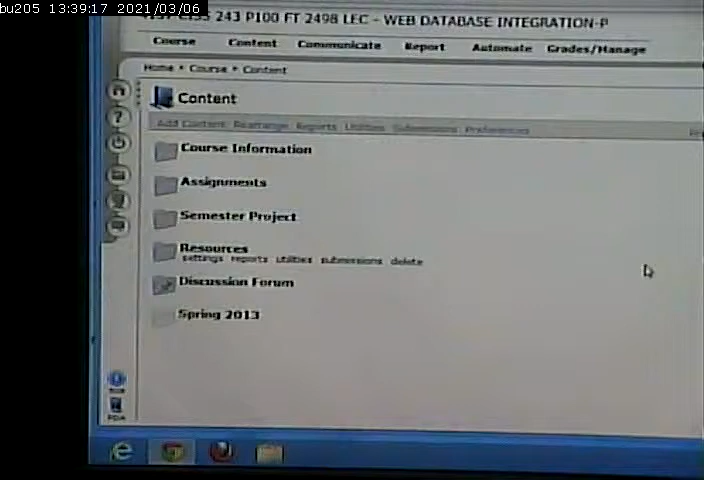 bu205 13:39:17 2021/03/06
243 P100 FT 2498 LEC - WEB DATABASE INTEGRATION-P
Course Content Communicate Report Automate Grades/Manage
Home • Course • Content
Content
Add Content Rearrange Reports Utilities Submissions Preferences
Course Information
Assignments
Semester Project
Resources
settings reports utilities submissions delete
Discussion Forum
Spring 2013
PDA